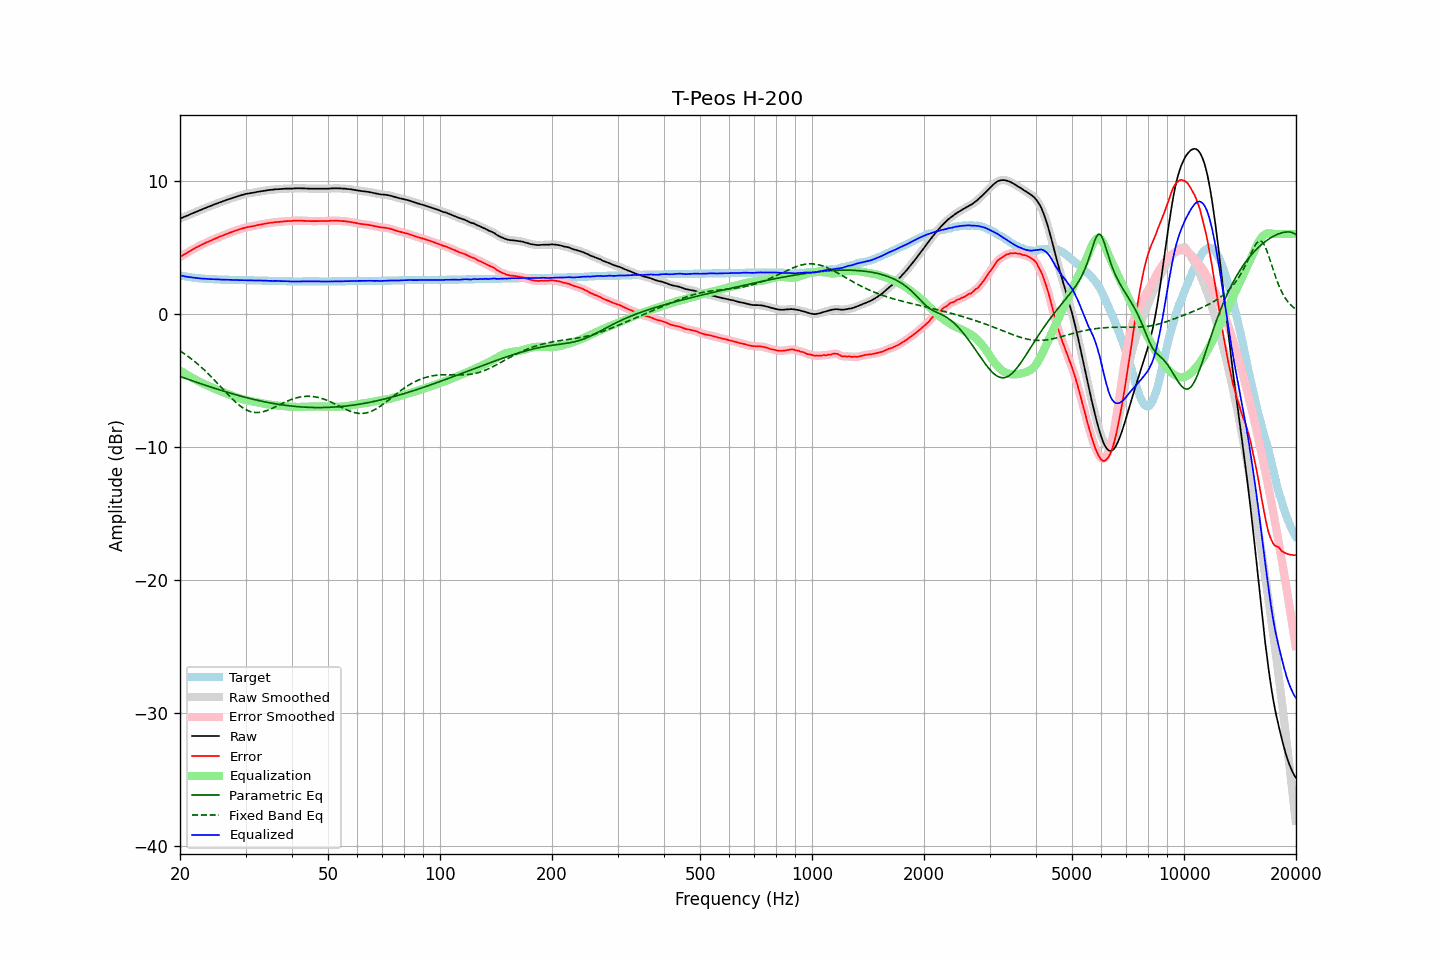 T-Peos H-200
10
0
−10
−20
−30
−40
Amplitude (dBr)
Target
Raw Smoothed
Error Smoothed
Raw
Error
Equalization
Parametric Eq
Fixed Band Eq
Equalized
20 50 100 200 500 1000 2000 5000 10000 20000
Frequency (Hz)